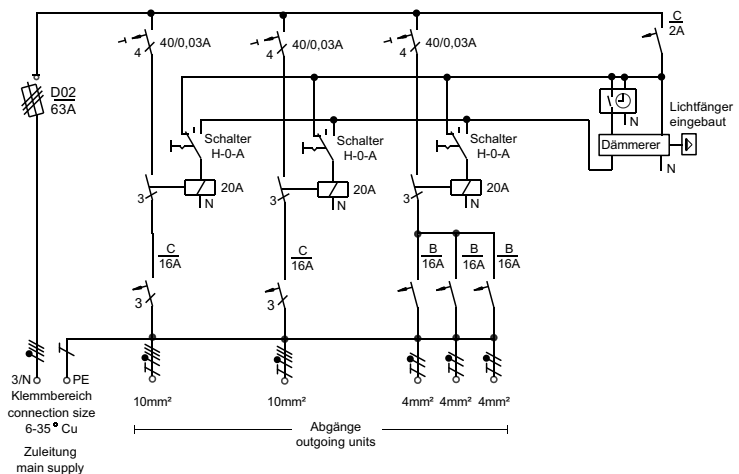 C
2A
40/0,03A
40/0,03A
40/0,03A
4
4
4
D02
63A
N
Lichtfänger
eingebaut
Schalter
H-0-A
Schalter
H-0-A
Schalter
H-0-A
Dämmerer
N
3
20A
3
20A
3
20A
N
N
N
C
16A
C
16A
B
16A
B
16A
B
16A
3
3
3/N
PE
Klemmbereich
connection size
6-35° Cu
Zuleitung
main supply
10mm²
10mm²
4mm²
4mm²
4mm²
Abgänge
outgoing units